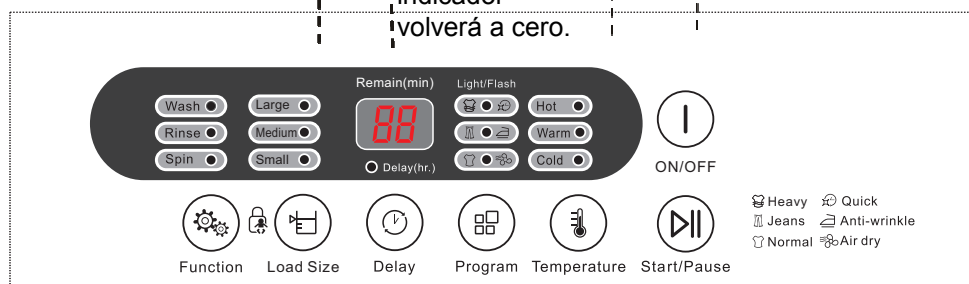 indicador
volverá a cero.
Remain(min) Light/Flash
Wash Large 88 Hot
Rinse Medium Warm
Spin Small Delay(hr.) Cold
ON/OFF
Heavy Quick
Jeans Anti-wrinkle
Normal Air dry
Function Load Size Delay Program Temperature Start/Pause